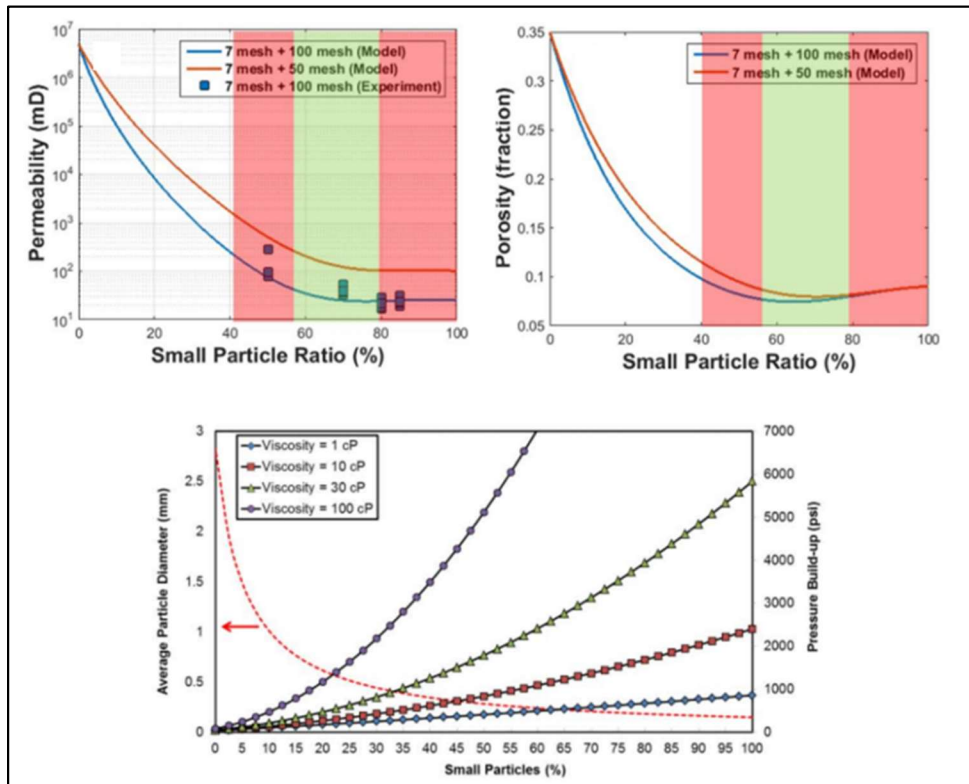 10^7
10^6
10^5
10^4
10^3
10^2
10^1
Permeability (mD)
7 mesh + 100 mesh (Model)
7 mesh + 50 mesh (Model)
7 mesh + 100 mesh (Experiment)
0 20 40 60 80 100
Small Particle Ratio (%)
0.35
0.3
0.25
0.2
0.15
0.1
0.05
Porosity (fraction)
7 mesh + 100 mesh (Model)
7 mesh + 50 mesh (Model)
0 20 40 60 80 100
Small Particle Ratio (%)
3
2.5
2
1.5
1
0.5
0
Average Particle Diameter (mm)
Viscosity = 1 cP
Viscosity = 10 cP
Viscosity = 30 cP
Viscosity = 100 cP
7000
6000
5000
4000
3000
2000
1000
0
Pressure Build-up (psi)
0 5 10 15 20 25 30 35 40 45 50 55 60 65 70 75 80 85 90 95 100
Small Particles (%)